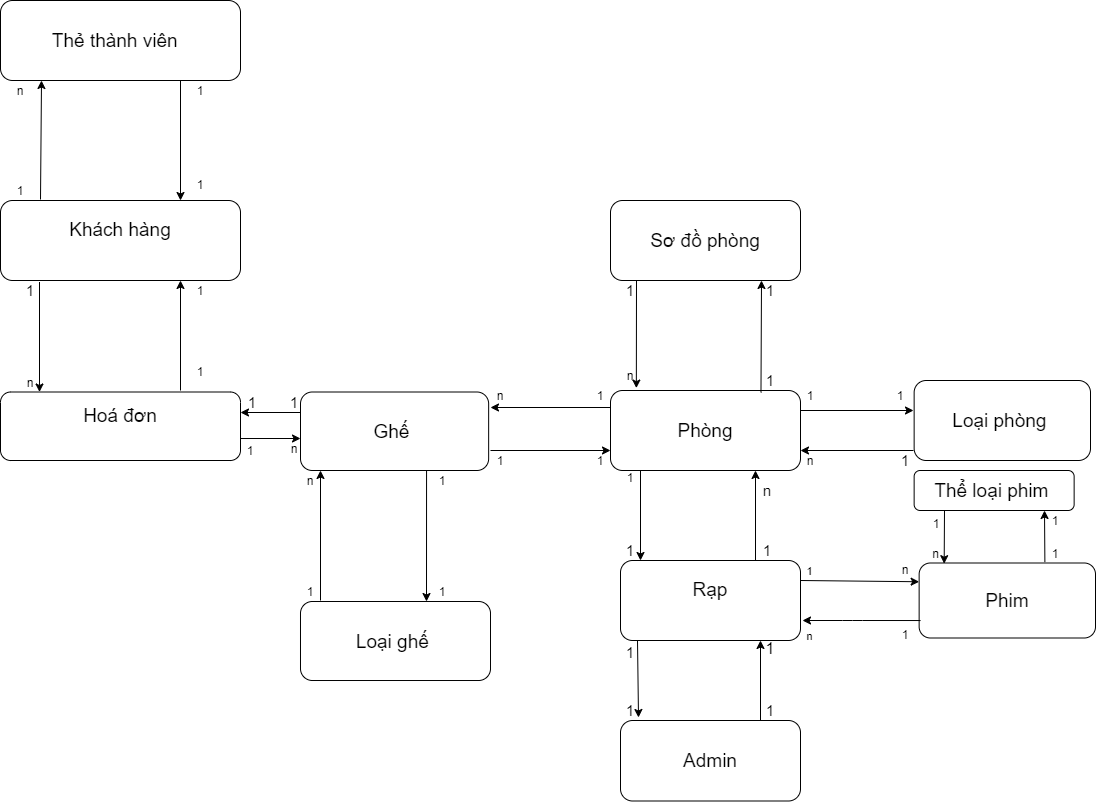 Thẻ thành viên
n 1
1 1
Khách hàng
Sơ đồ phòng
1 1
1 1
n 1
n 1
Hoá đơn
1 1
n 1
1 1
Ghế
Phòng
Loại phòng
1 n
1 1
n 1
n 1
1 n
Thể loại phim
1 1
n 1
1 1
1 n
Rạp
Phim
n 1
1 1
Loại ghế
1 1
1 1
Admin